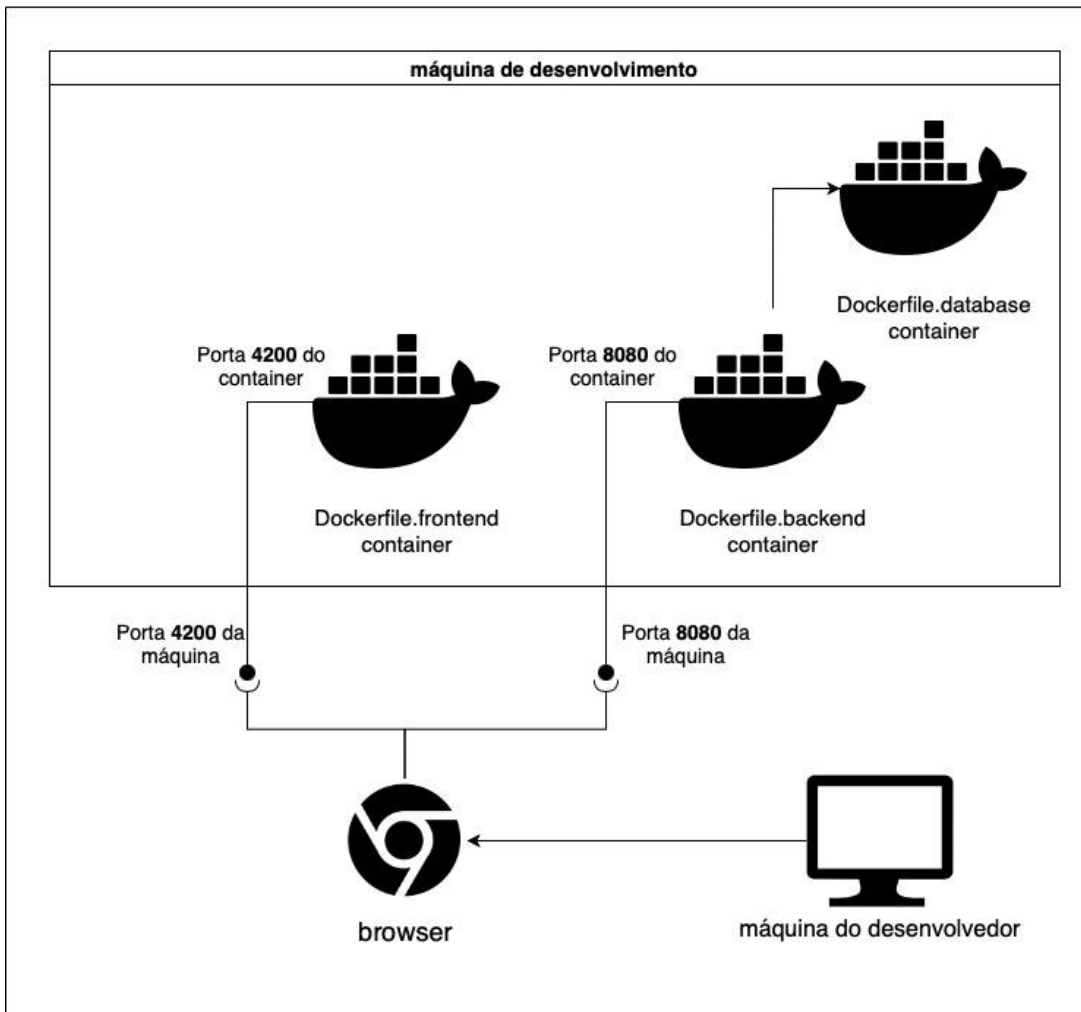 máquina de desenvolvimento
Dockerfile.database
container
Porta 4200 do
container
Porta 8080 do
container
Dockerfile.frontend
container
Dockerfile.backend
container
Porta 4200 da
máquina
Porta 8080 da
máquina
browser
máquina do desenvolvedor